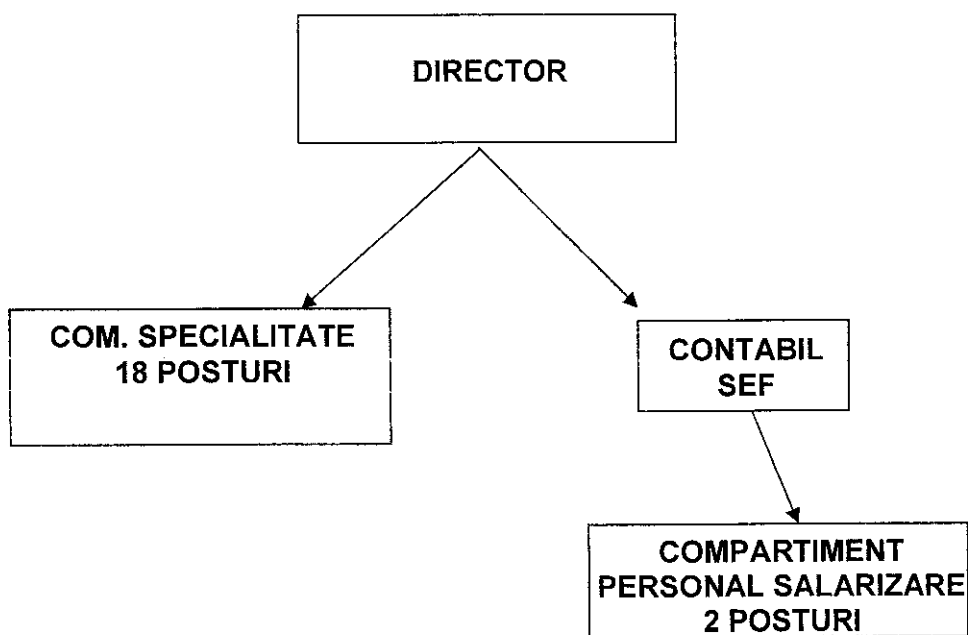 DIRECTOR
COM. SPECIALITATE
18 POSTURI
CONTABIL
SEF
COMPARTIMENT
PERSONAL SALARIZARE
2 POSTURI